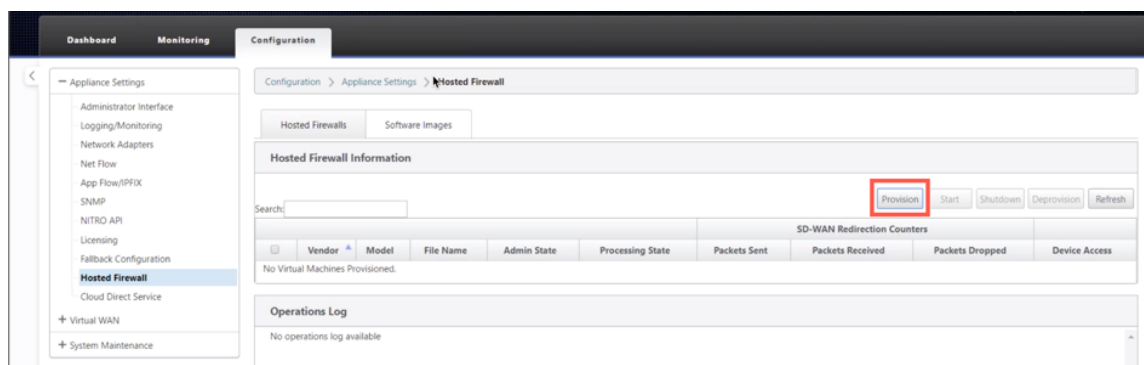 Dashboard Monitoring Configuration
Configuration > Appliance Settings > Hosted Firewall
− Appliance Settings
Administrator Interface
Logging/Monitoring
Network Adapters
Net Flow
App Flow/IPFIX
SNMP
NITRO API
Licensing
Fallback Configuration
Hosted Firewall
Cloud Direct Service
+ Virtual WAN
+ System Maintenance
Hosted Firewalls Software Images
Hosted Firewall Information
Provision Start Shutdown Deprovision Refresh
Search:
SD-WAN Redirection Counters
Vendor Model File Name Admin State Processing State Packets Sent Packets Received Packets Dropped Device Access
No Virtual Machines Provisioned.
Operations Log
No operations log available